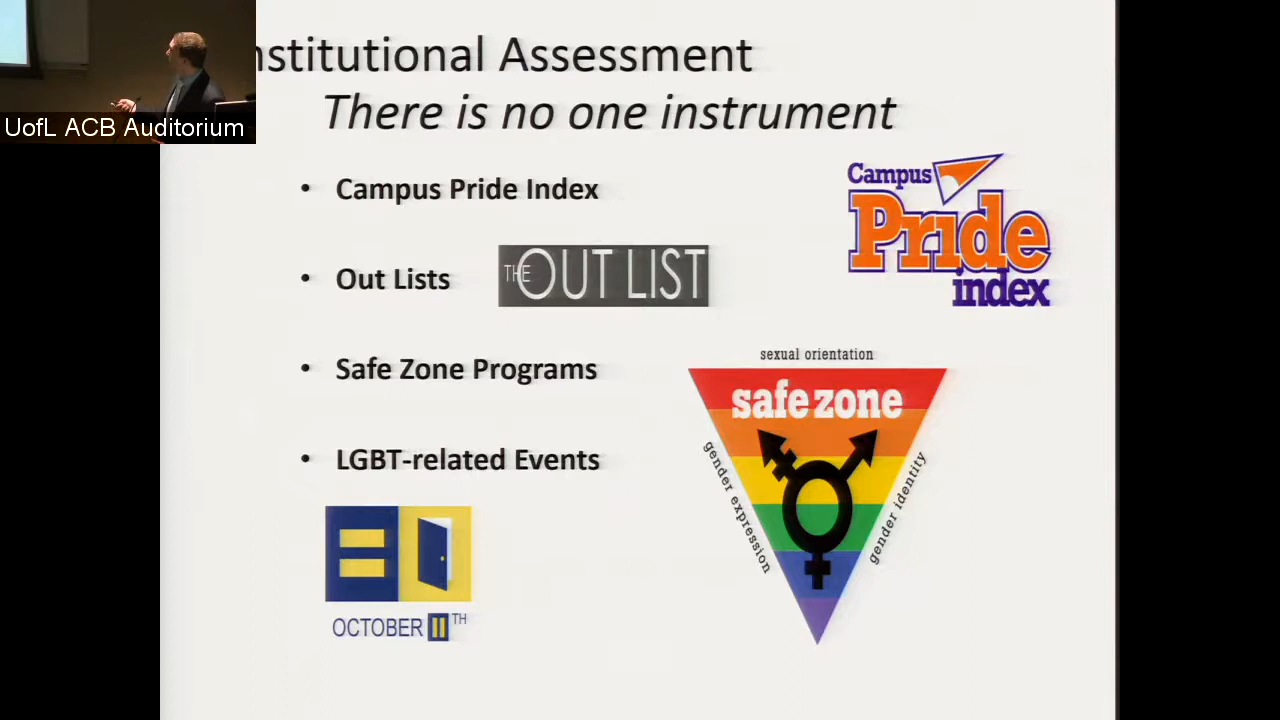 nstitutional Assessment
There is no one instrument
UofL ACB Auditorium
• Campus Pride Index
Campus
Pride
index
• Out Lists
THE OUT LIST
• Safe Zone Programs
sexual orientation
safe zone
gender expression
gender identity
• LGBT-related Events
OCTOBER 11TH